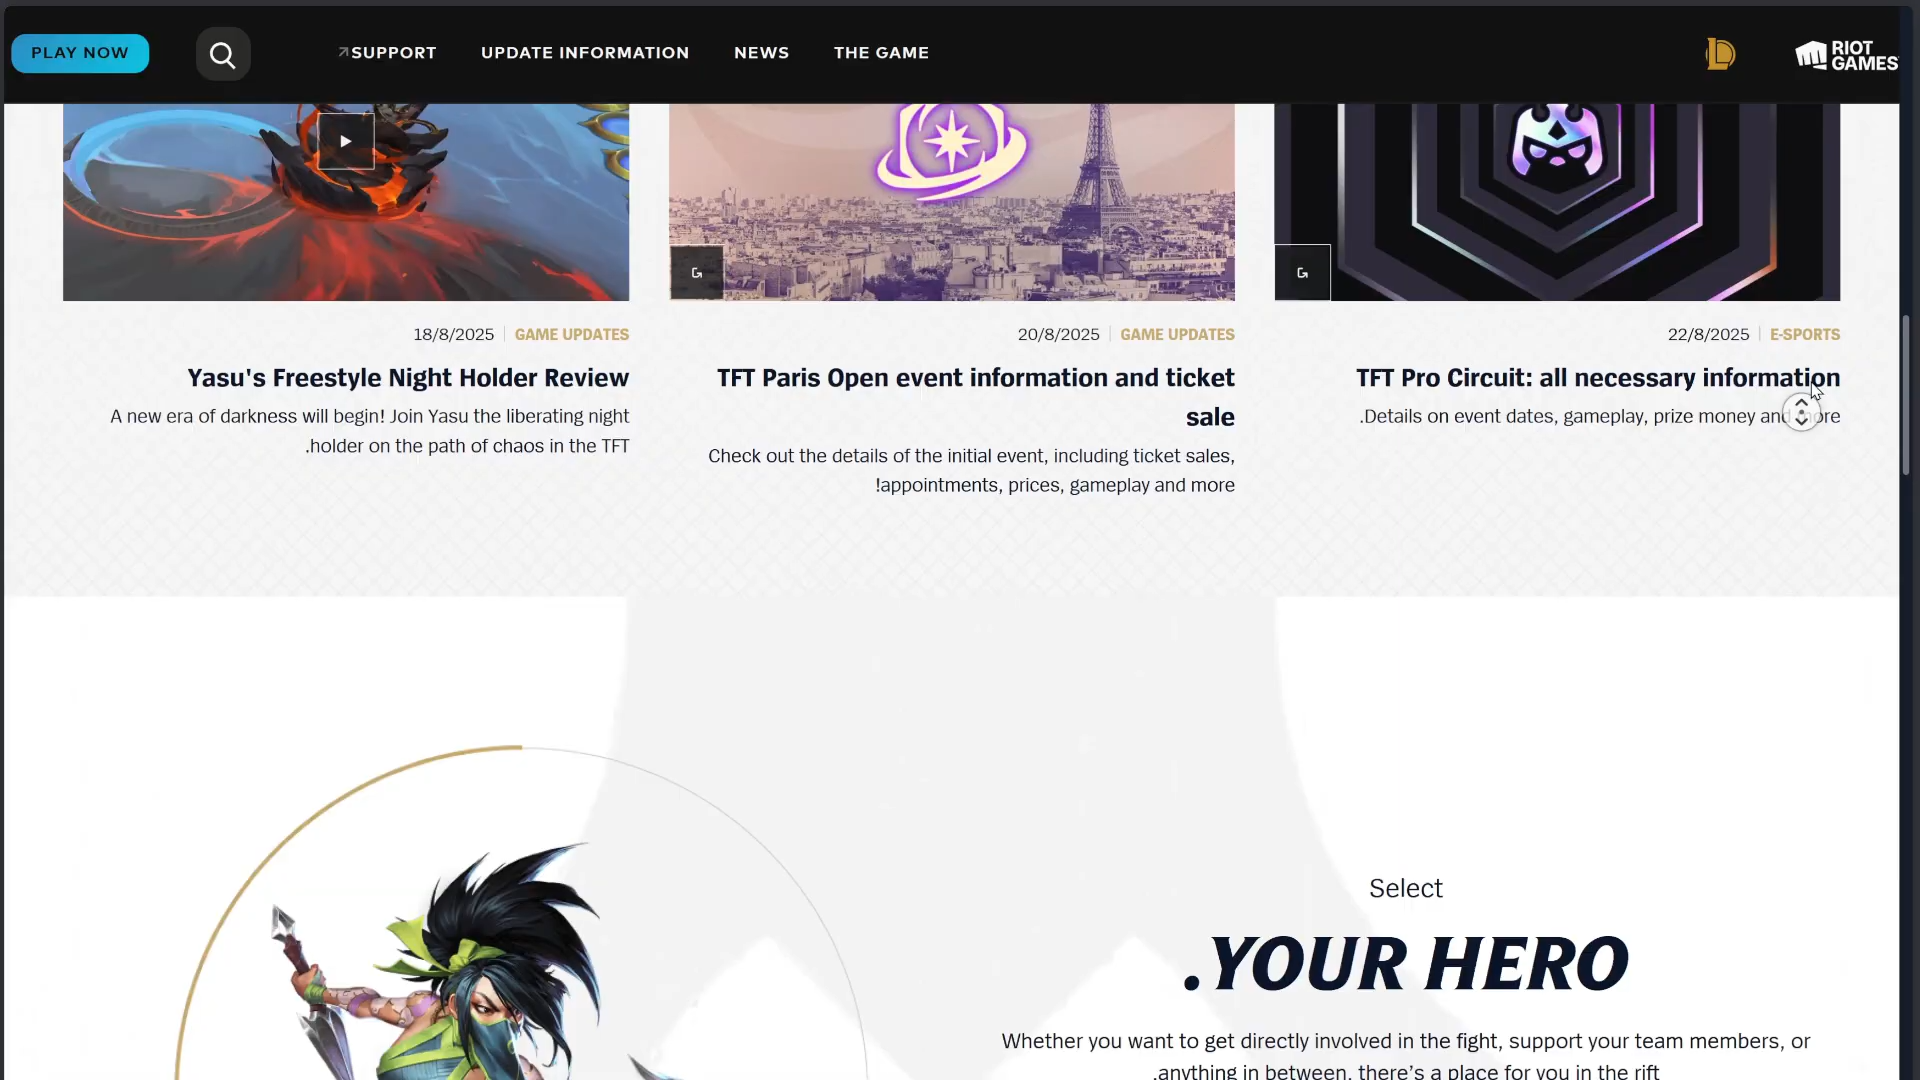 PLAY NOW
SUPPORT
UPDATE INFORMATION
NEWS
THE GAME
RIOT
GAMES
18/8/2025 | GAME UPDATES
Yasu's Freestyle Night Holder Review
A new era of darkness will begin! Join Yasu the liberating night
.holder on the path of chaos in the TFT
20/8/2025 | GAME UPDATES
TFT Paris Open event information and ticket
sale
Check out the details of the initial event, including ticket sales,
!appointments, prices, gameplay and more
22/8/2025 | E-SPORTS
TFT Pro Circuit: all necessary information
.Details on event dates, gameplay, prize money and more
Select
.YOUR HERO
Whether you want to get directly involved in the fight, support your team members, or
.anything in between, there's a place for you in the rift